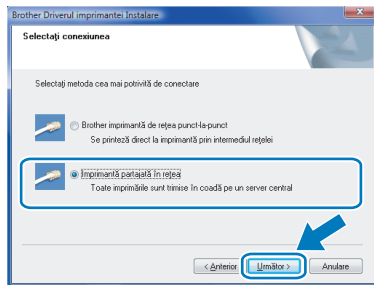 Brother Driverul imprimantei Instalare
Selectaţi conexiunea
Selectaţi metoda cea mai potrivită de conectare
Brother imprimantă de reţea punct-la-punct
Se printeză direct la imprimantă prin intermediul reţelei
Imprimantă partajată în reţea
Toate imprimările sunt trimise în coadă pe un server central
< Anterior
Următor >
Anulare